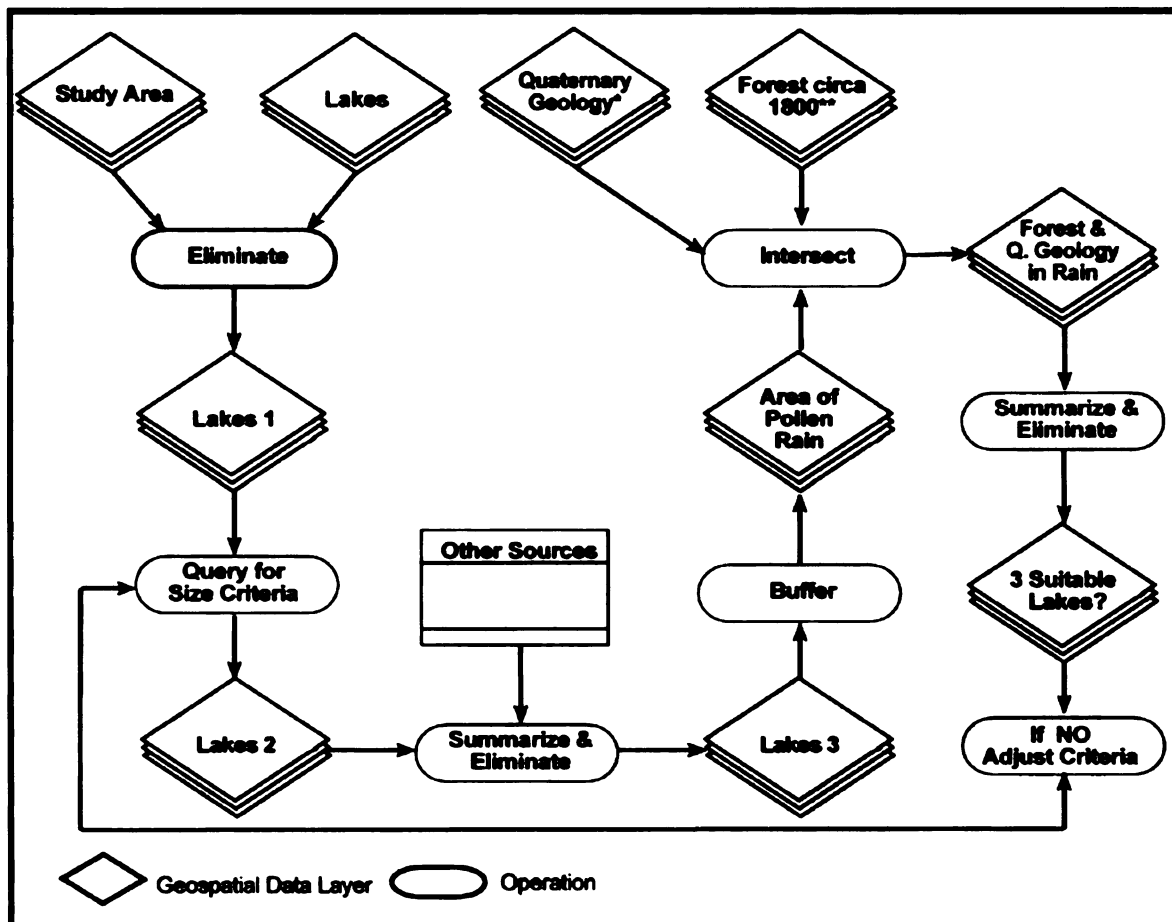 Study Area
Lakes
Quaternary
Geology*
Forest circa
1800**
Eliminate
Intersect
Forest &
Q. Geology
in Rain
Lakes 1
Area of
Pollen
Rain
Summarize &
Eliminate
Query for
Size Criteria
Other Sources
Buffer
3 Suitable
Lakes?
Lakes 2
Summarize &
Eliminate
Lakes 3
If NO
Adjust Criteria
Geospatial Data Layer
Operation